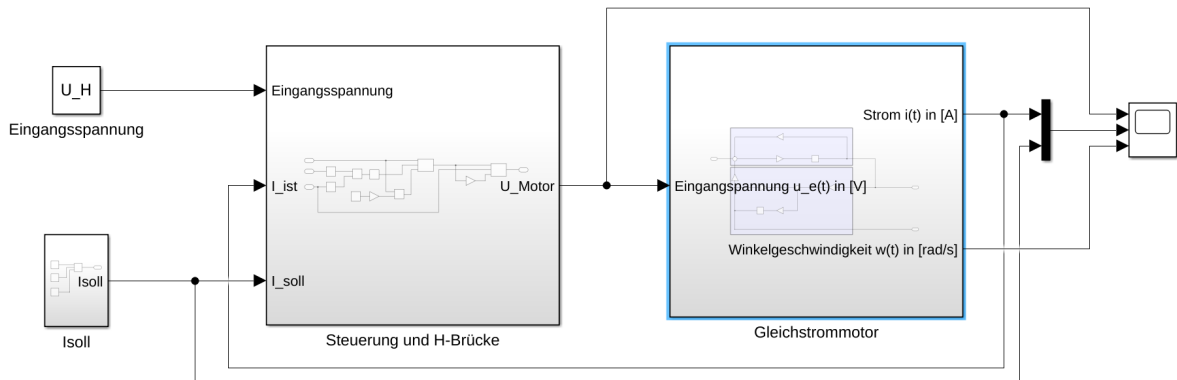 U_H
Eingangsspannung
Eingangsspannung
I_ist
I_soll
U_Motor
Steuerung und H-Brücke
Isoll
Isoll
Strom i(t) in [A]
Eingangspannung u_e(t) in [V]
Winkelgeschwindigkeit w(t) in [rad/s]
Gleichstrommotor